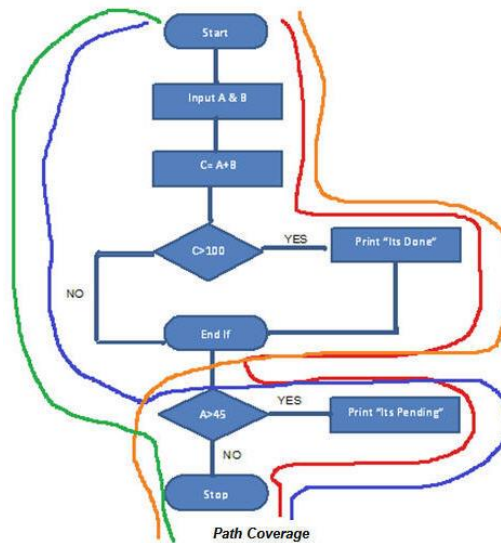 Start
Input A & B
C= A+B
C>100
YES
Print "Its Done"
NO
End If
A>45
YES
Print "Its Pending"
NO
Stop
Path Coverage